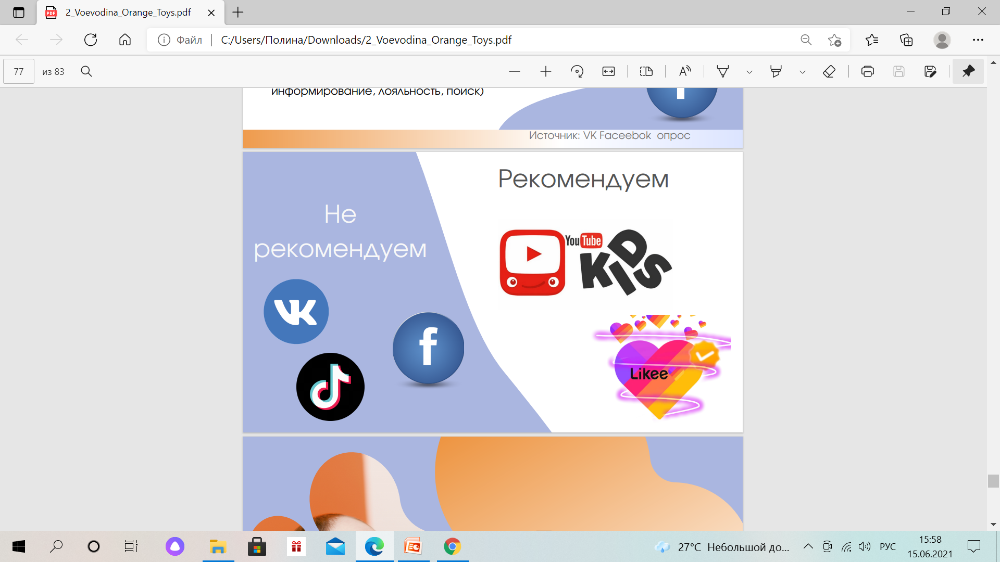 2_Voevodina_Orange_Toys.pdf
Файл
C:/Users/Полина/Downloads/2_Voevodina_Orange_Toys.pdf
77
из 83
информирование, лояльность, поиск)
Источник: VK Faceebok опрос
Не
рекомендуем
Рекомендуем
YouTube
KIDS
Likee
27°C Небольшой до...
РУС
15:58
15.06.2021